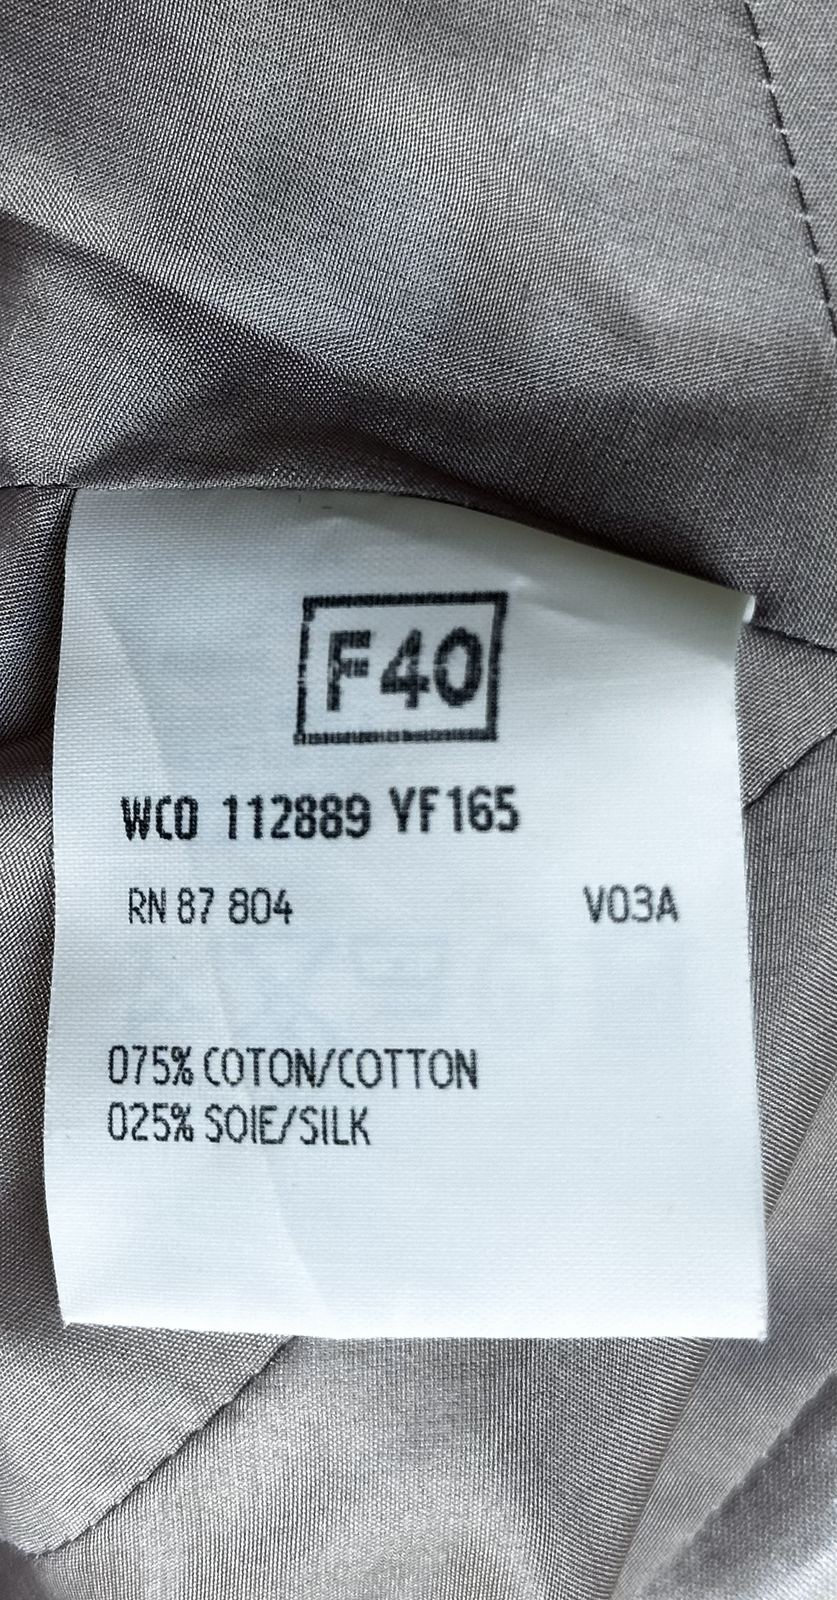 F40
WCO 112889 YF165
RN 87 804 V03A
075% COTON/COTTON
025% SOIE/SILK